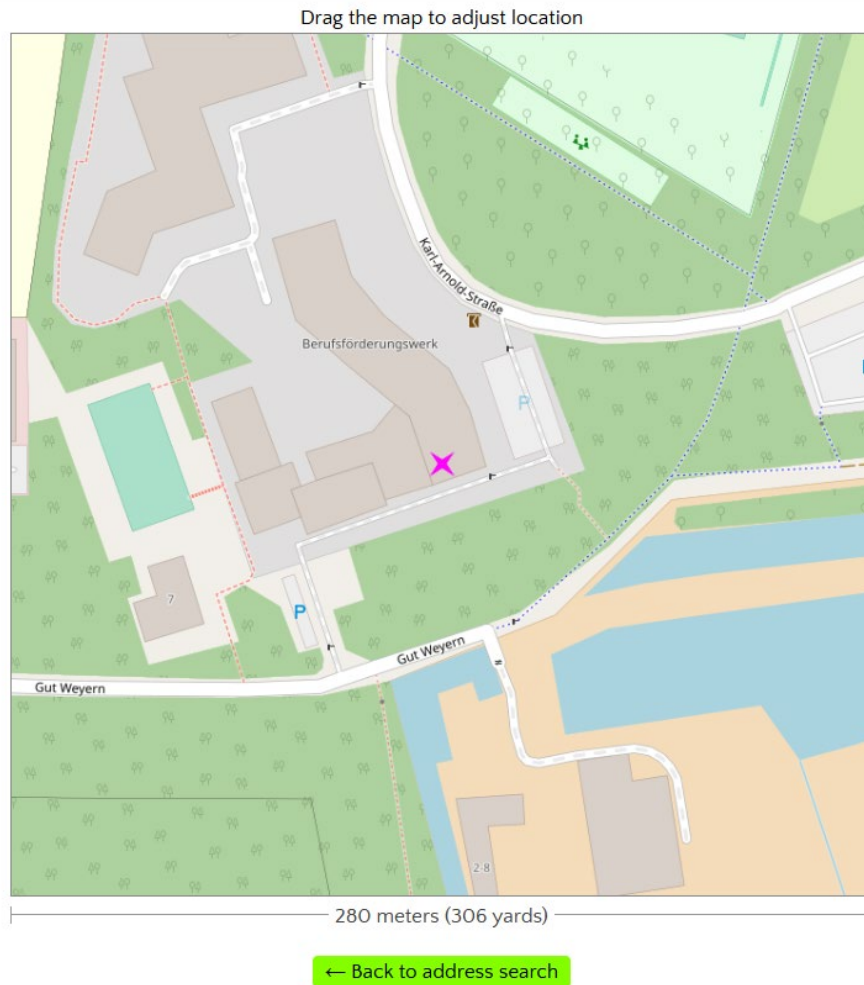 Drag the map to adjust location
Karl-Arnold-Straße
Berufsförderungswerk
P
7
P
Gut Weyern
Gut Weyern
2-8
280 meters (306 yards)
← Back to address search